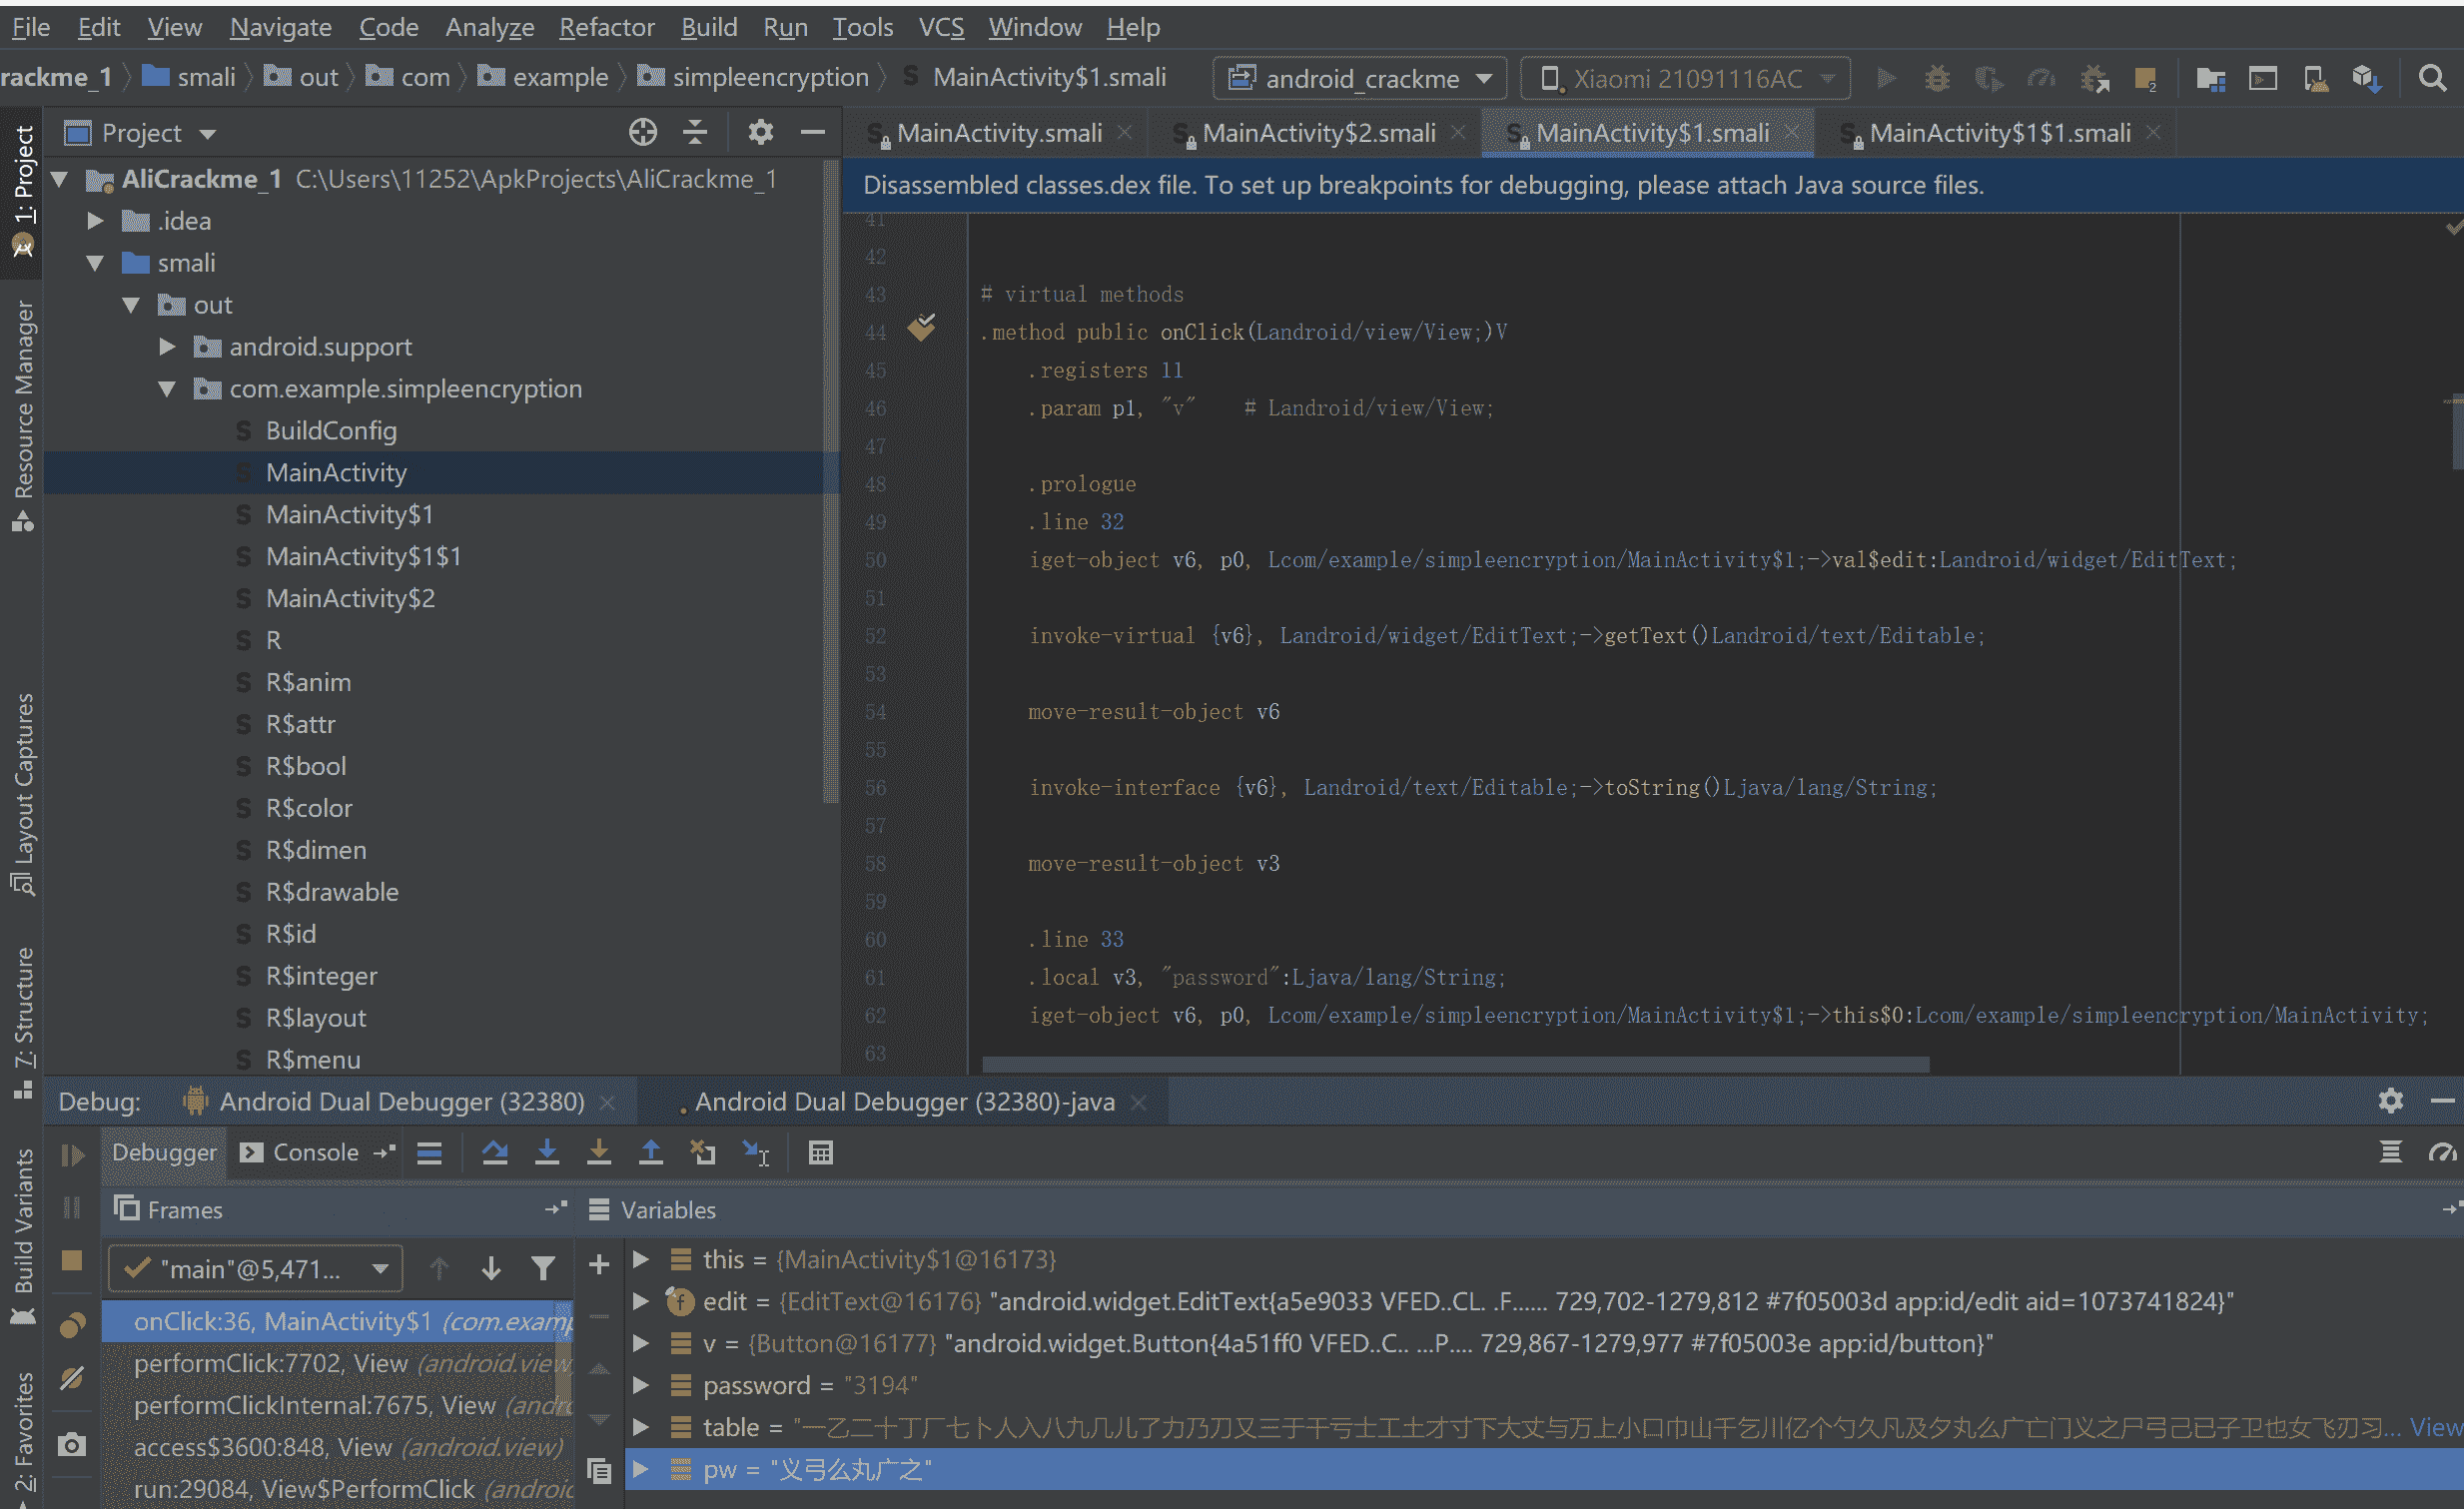 File Edit View Navigate Code Analyze Refactor Build Run Tools VCS Window Help
rackme_1 smali out com example simpleencryption MainActivity$1.smali android_crackme Xiaomi 21091116AC
Project MainActivity.smali MainActivity$2.smali MainActivity$1.smali MainActivity$1$1.smali
1: Project
Resource Manager
Layout Captures
7: Structure
Build Variants
2: Favorites
AliCrackme_1 C:\Users\11252\ApkProjects\AliCrackme_1
.idea
smali
out
android.support
com.example.simpleencryption
BuildConfig
MainActivity
MainActivity$1
MainActivity$1$1
MainActivity$2
R
R$anim
R$attr
R$bool
R$color
R$dimen
R$drawable
R$id
R$integer
R$layout
R$menu
Disassembled classes.dex file. To set up breakpoints for debugging, please attach Java source files.
41
42
43 # virtual methods
44 .method public onClick(Landroid/view/View;)V
45 .registers 11
46 .param p1, "v" # Landroid/view/View;
47
48 .prologue
49 .line 32
50 iget-object v6, p0, Lcom/example/simpleencryption/MainActivity$1;->val$edit:Landroid/widget/EditText;
51
52 invoke-virtual {v6}, Landroid/widget/EditText;->getText()Landroid/text/Editable;
53
54 move-result-object v6
55
56 invoke-interface {v6}, Landroid/text/Editable;->toString()Ljava/lang/String;
57
58 move-result-object v3
59
60 .line 33
61 .local v3, "password":Ljava/lang/String;
62 iget-object v6, p0, Lcom/example/simpleencryption/MainActivity$1;->this$0:Lcom/example/simpleencryption/MainActivity;
63
Debug: Android Dual Debugger (32380) Android Dual Debugger (32380)-java
Debugger Console
Frames
"main"@5,471...
onClick:36, MainActivity$1 (com.examp
performClick:7702, View (android.view
performClickInternal:7675, View (andro
access$3600:848, View (android.view)
run:29084, View$PerformClick (android
Variables
this = {MainActivity$1@16173}
edit = {EditText@16176} "android.widget.EditText{a5e9033 VFED..CL. .F...... 729,702-1279,812 #7f05003d app:id/edit aid=1073741824}"
v = {Button@16177} "android.widget.Button{4a51ff0 VFED..C.. ...P.... 729,867-1279,977 #7f05003e app:id/button}"
password = "3194"
table = "一乙二十丁厂七卜人入八九几儿了力乃刀又三于干亏士工土才寸下大丈与万上小口巾山千乞川亿个勺久凡及夕丸么广亡门义之尸弓己已子卫也女飞刃习... View
pw = "义弓么丸广之"